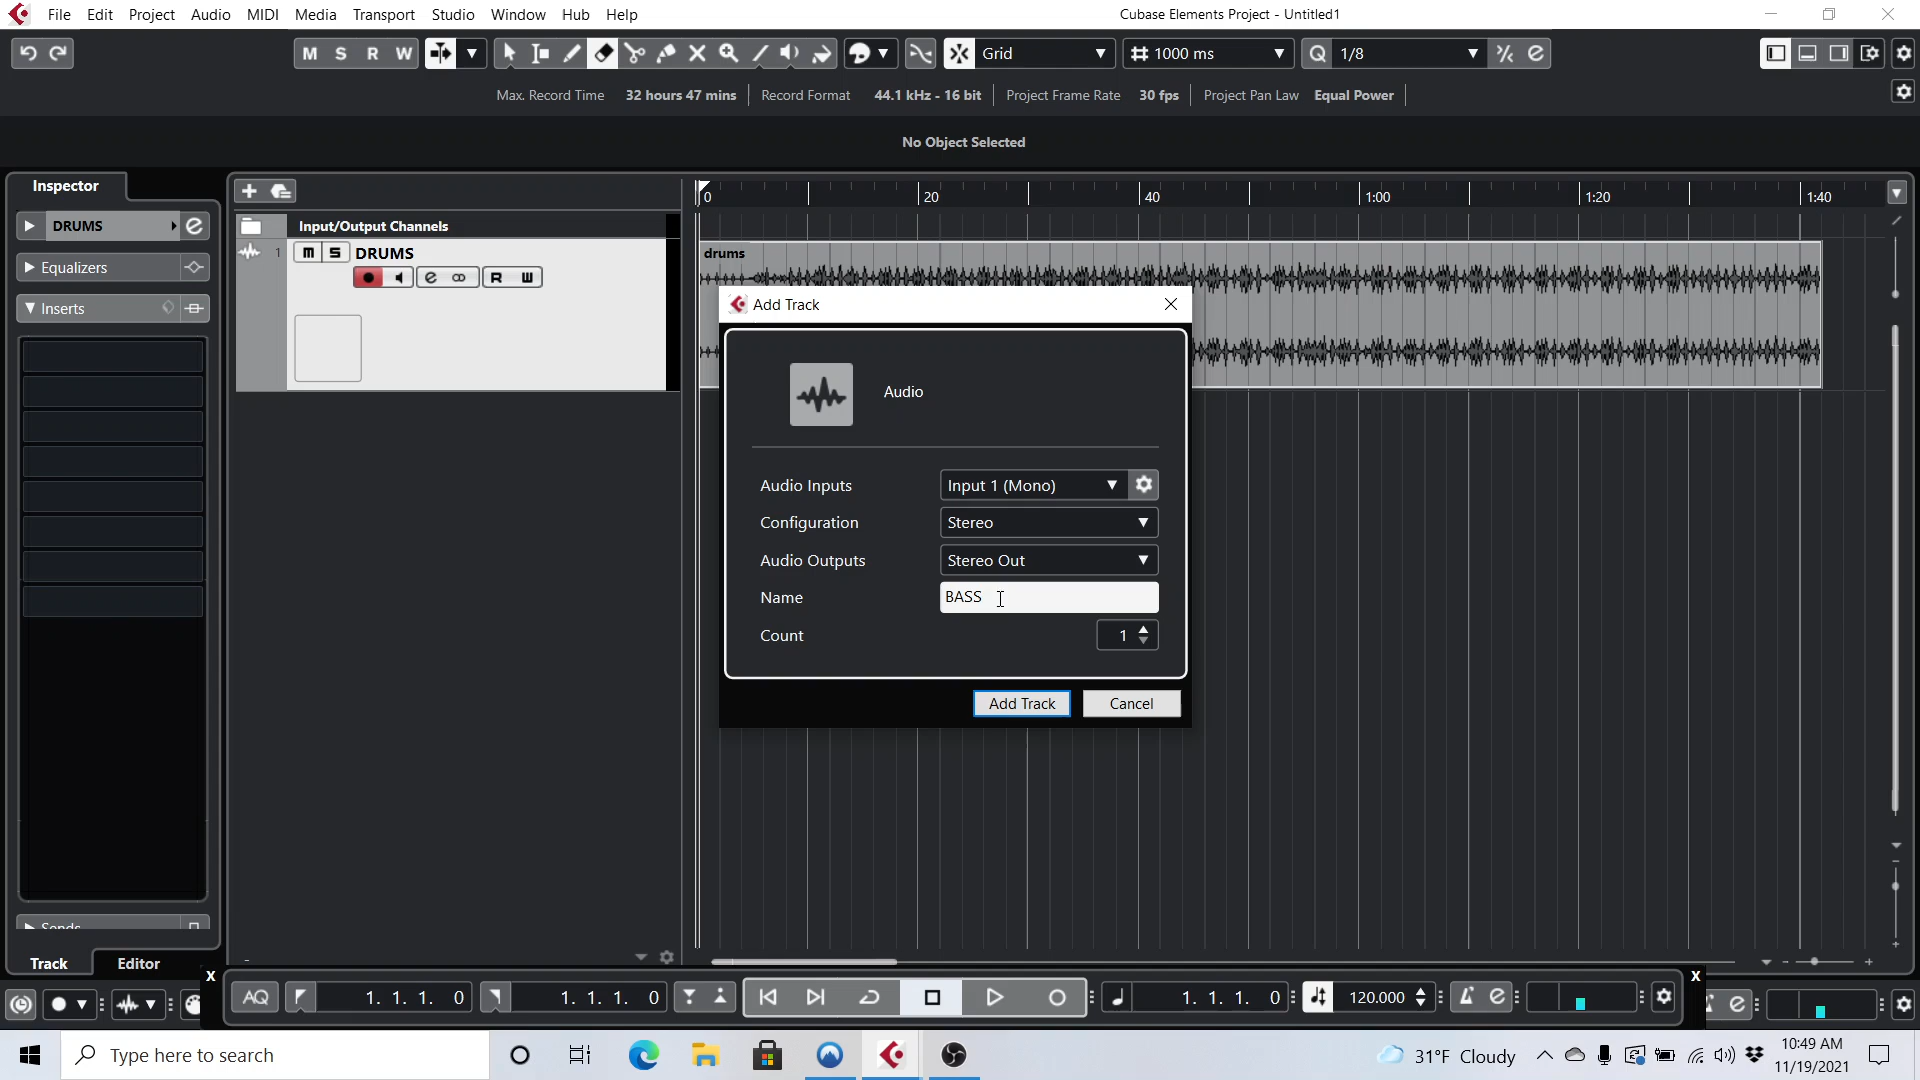 File Edit Project Audio MIDI Media Transport Studio Window Hub Help
Cubase Elements Project - Untitled1
M S R W
Grid
1000 ms
Q 1/8
Max. Record Time 32 hours 47 mins
Record Format 44.1 kHz - 16 bit
Project Frame Rate 30 fps
Project Pan Law Equal Power
No Object Selected
Inspector
DRUMS
Equalizers
Inserts
Sends
Track
Editor
Input/Output Channels
1 M S DRUMS
R W
0 20 40 1:00 1:20 1:40
drums
Add Track
Audio
Audio Inputs Input 1 (Mono)
Configuration Stereo
Audio Outputs Stereo Out
Name BASS
Count 1
Add Track Cancel
X
X
AQ
1. 1. 1. 0
1. 1. 1. 0
1. 1. 1. 0
120.000
Type here to search
31°F Cloudy
10:49 AM
11/19/2021